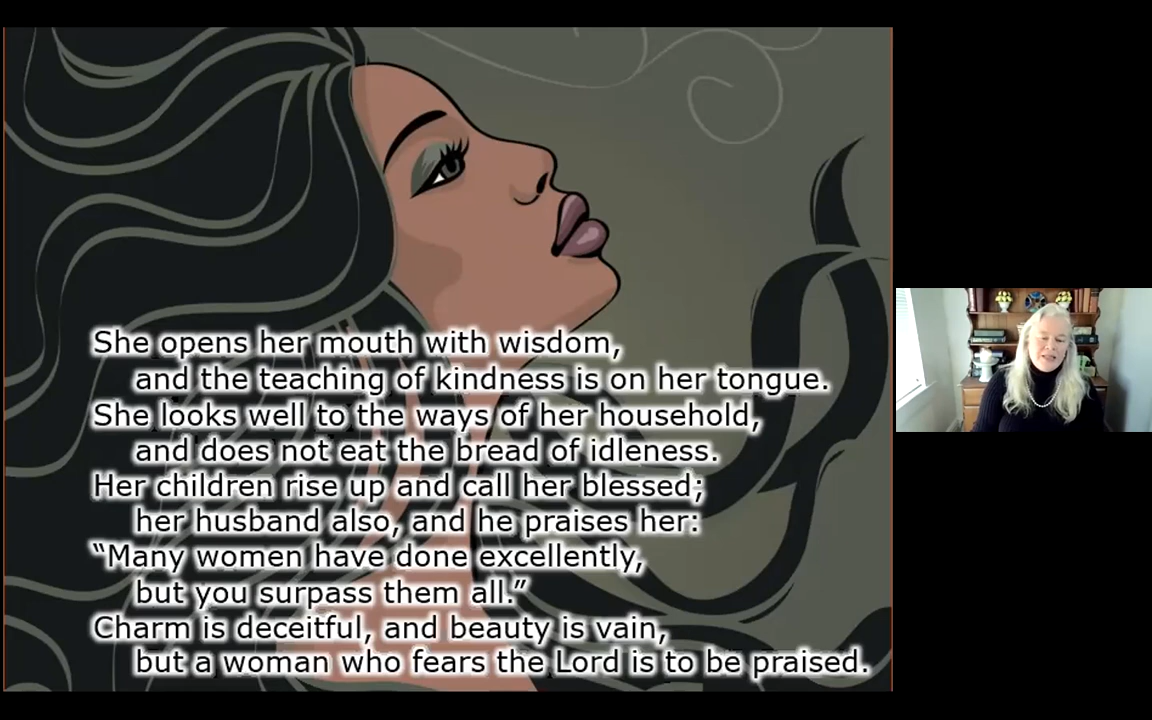 She opens her mouth with wisdom,
and the teaching of kindness is on her tongue.
She looks well to the ways of her household,
and does not eat the bread of idleness.
Her children rise up and call her blessed;
her husband also, and he praises her:
“Many women have done excellently,
but you surpass them all.”
Charm is deceitful, and beauty is vain,
but a woman who fears the Lord is to be praised.